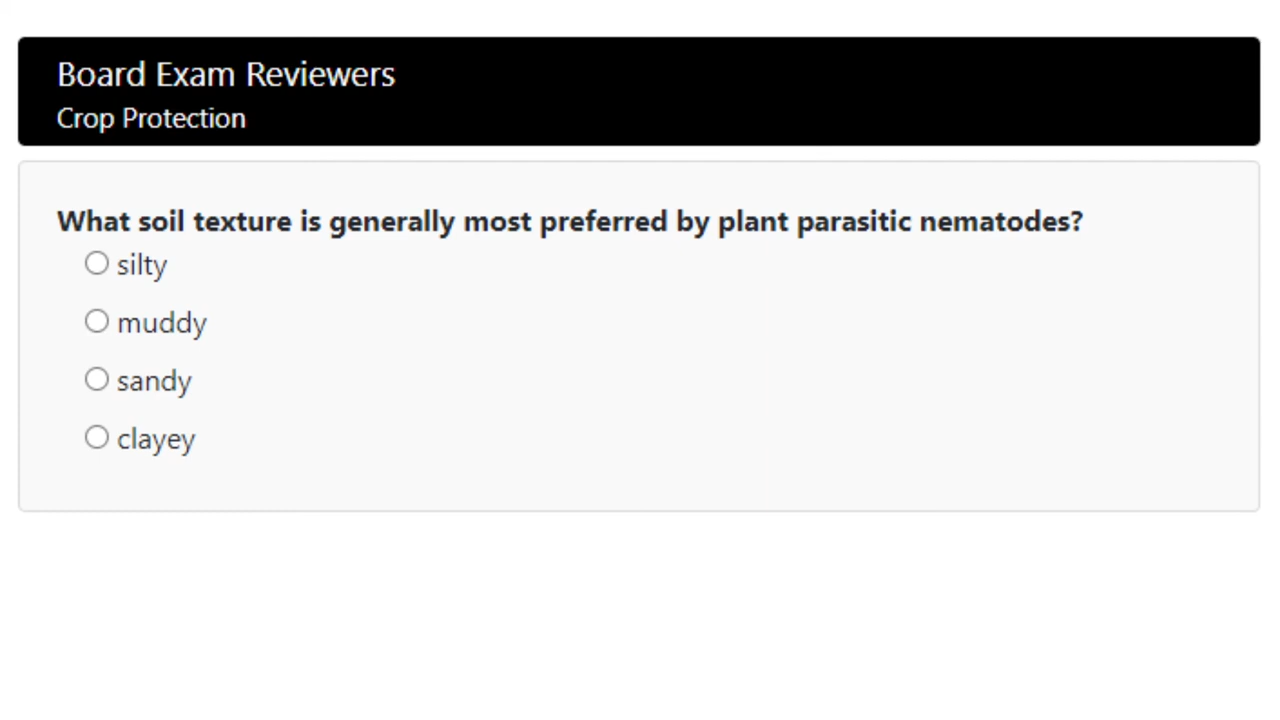 Board Exam Reviewers
Crop Protection
What soil texture is generally most preferred by plant parasitic nematodes?
silty
muddy
sandy
clayey